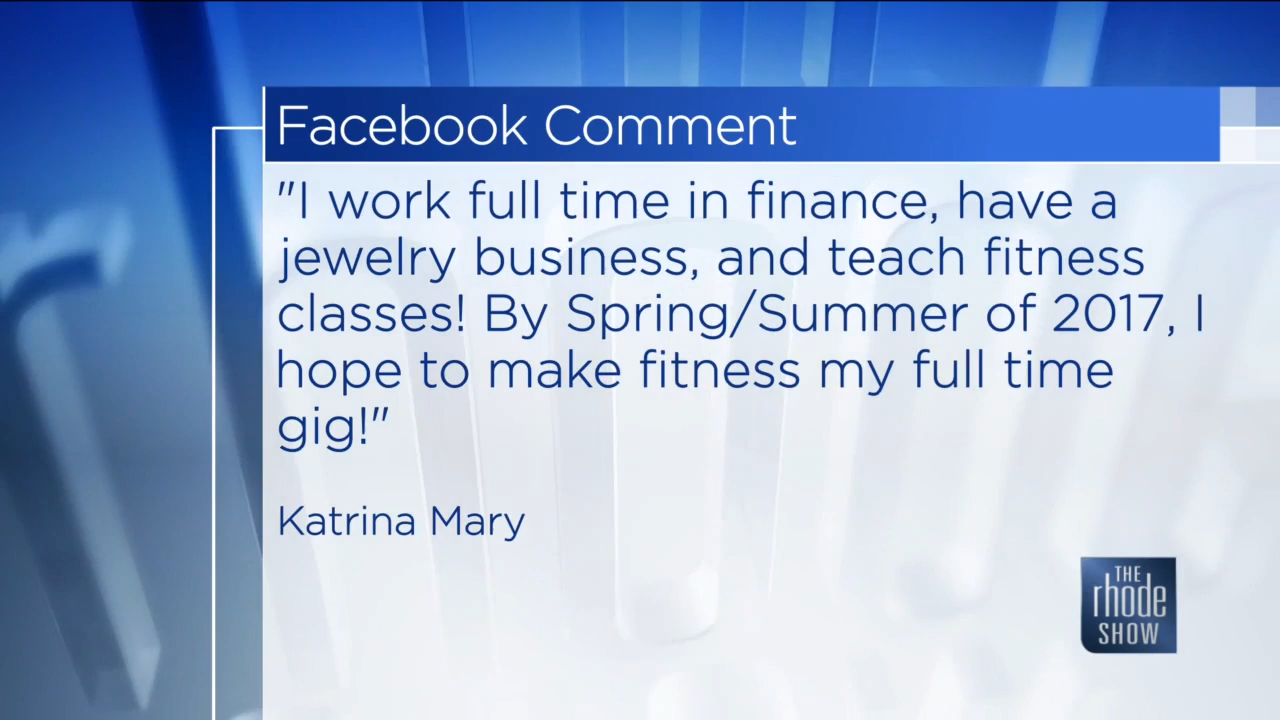 Facebook Comment
"I work full time in finance, have a
jewelry business, and teach fitness
classes! By Spring/Summer of 2017, I
hope to make fitness my full time
gig!"
Katrina Mary
THE
rhode
SHOW